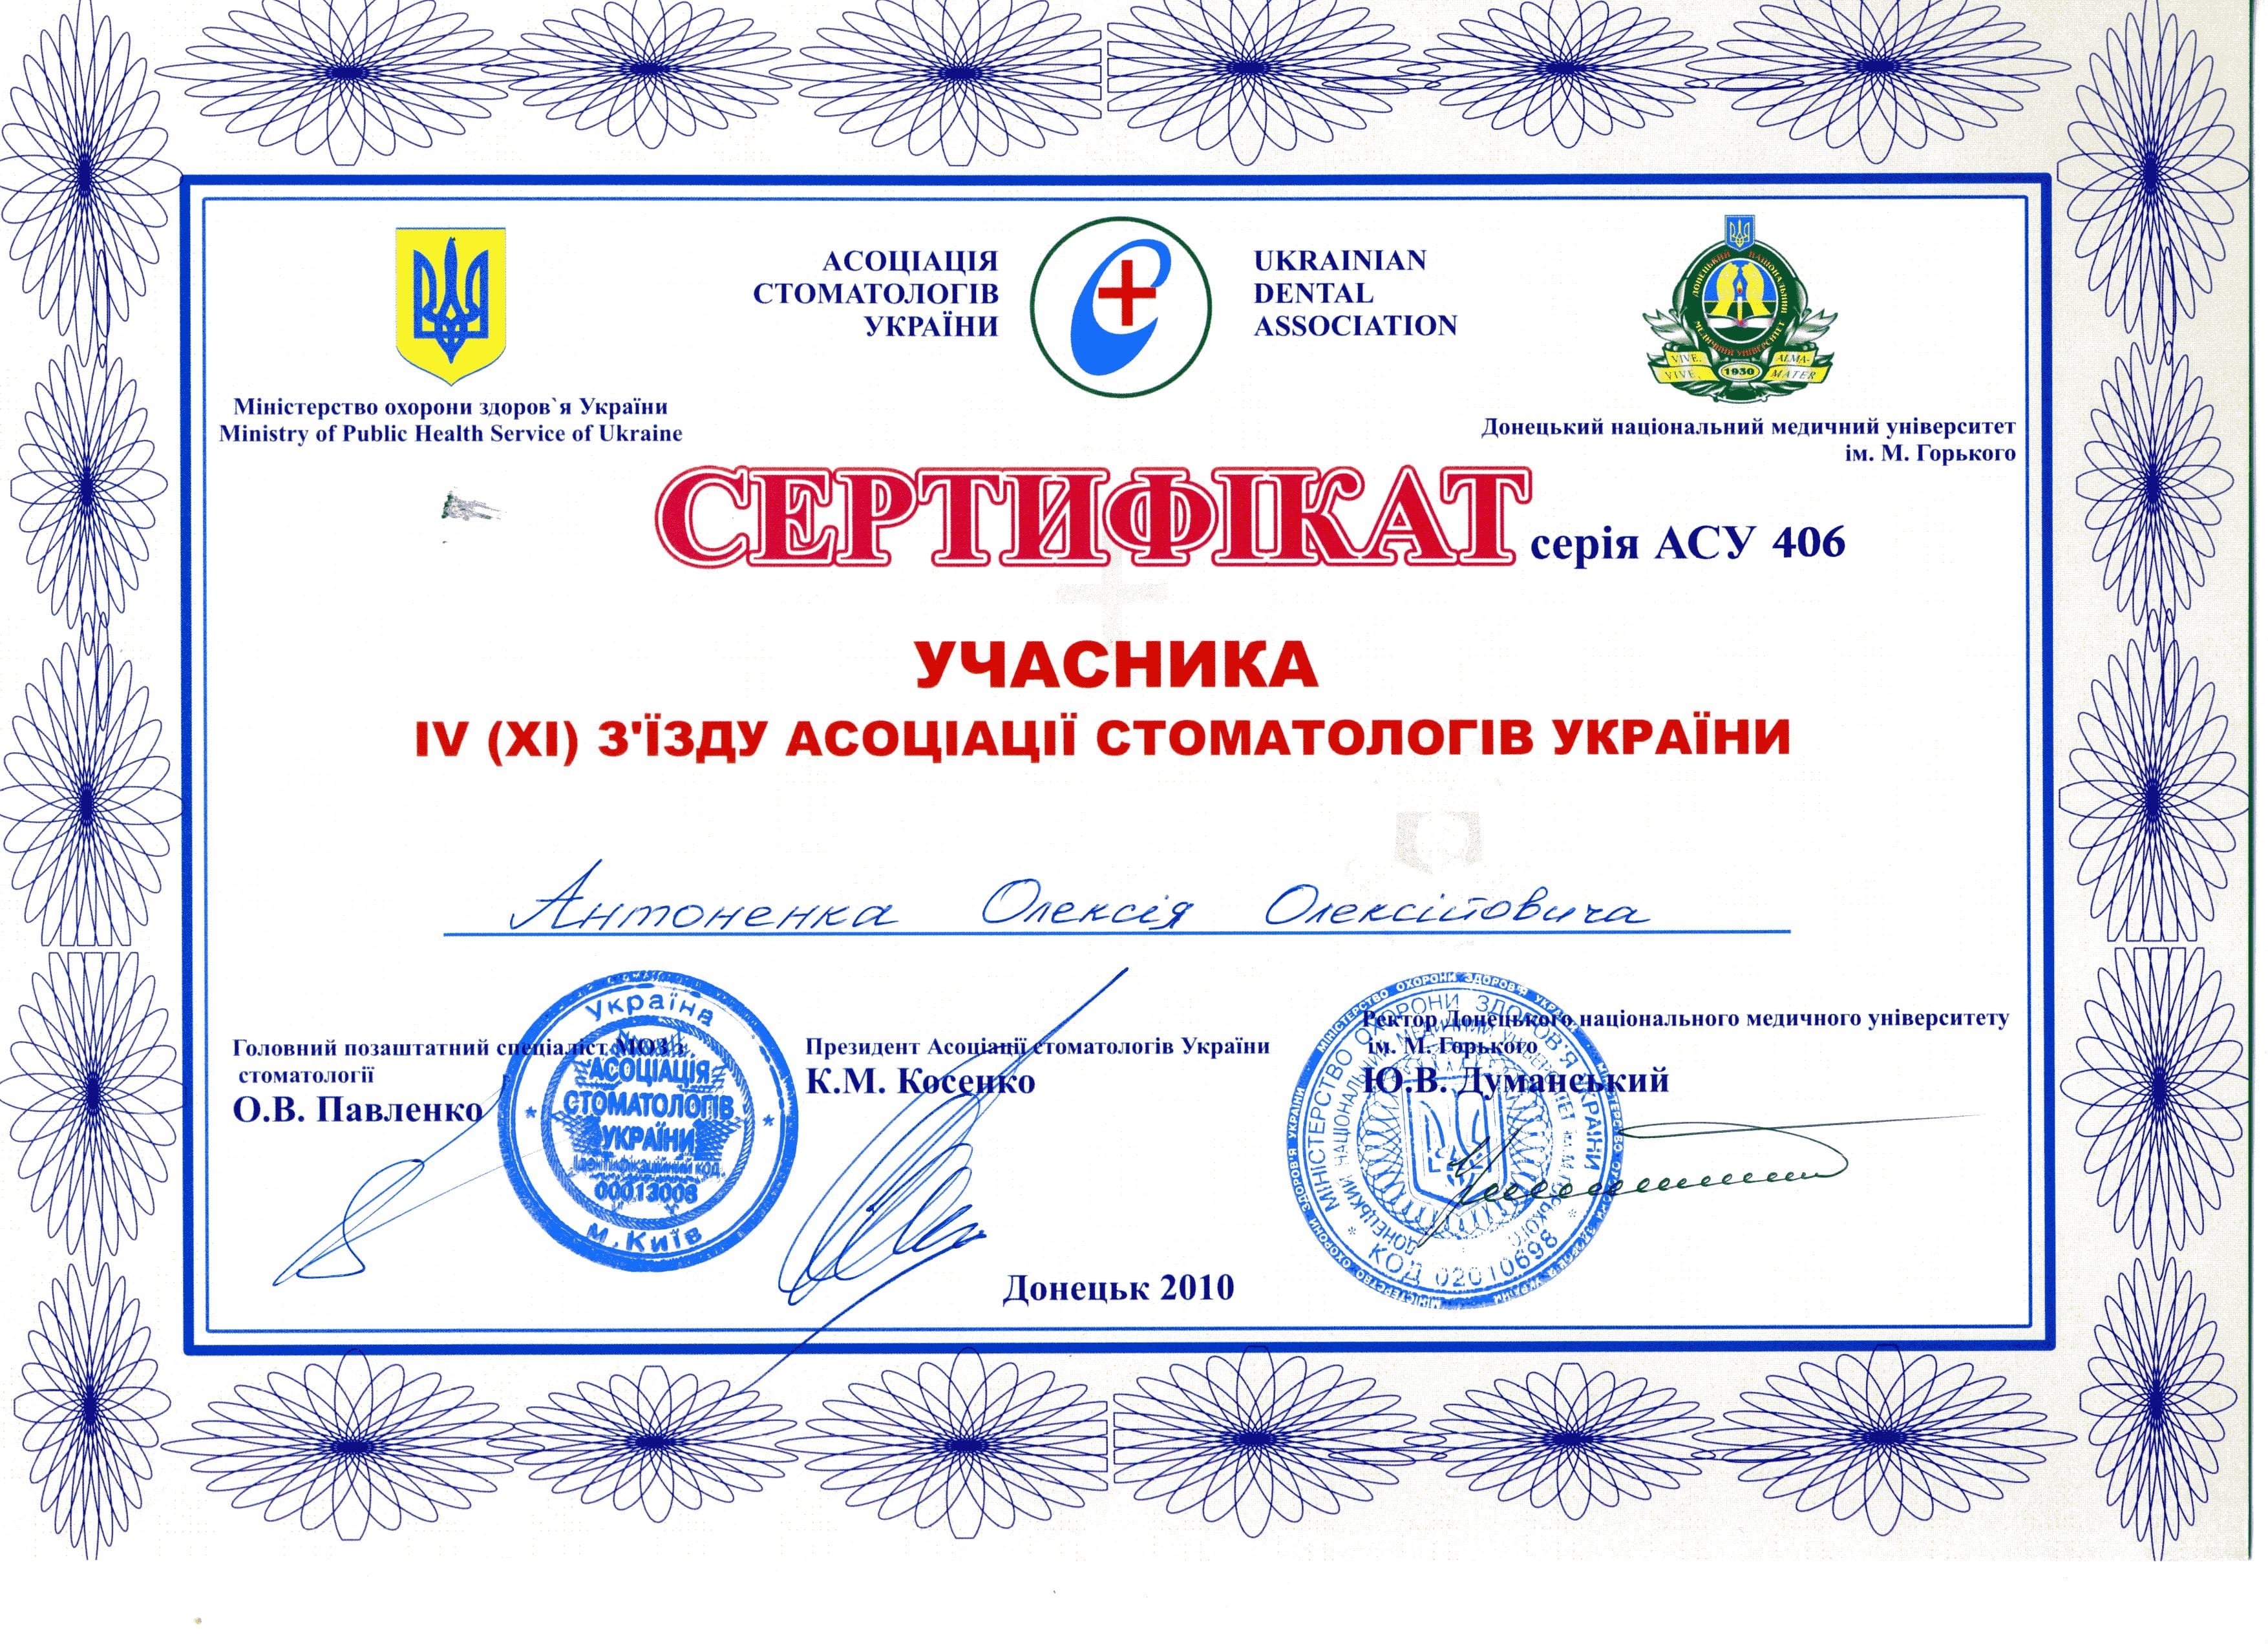 АСОЦІАЦІЯ
СТОМАТОЛОГІВ
УКРАЇНИ
UKRAINIAN
DENTAL
ASSOCIATION
ДОНЕЦЬКИЙ НАЦІОНАЛЬНИЙ
МЕДИЧНИЙ УНІВЕРСИТЕТ
VIVE, VIVE, 1930 ALMA-MATER
Міністерство охорони здоров`я України
Ministry of Public Health Service of Ukraine
Донецький національний медичний університет
ім. М. Горького
СЕРТИФІКАТ серія АСУ 406
УЧАСНИКА
IV (XI) З'ЇЗДУ АСОЦІАЦІЇ СТОМАТОЛОГІВ УКРАЇНИ
Антоненка Олексія Олексійовича
Головний позаштатний спеціаліст МОЗ з
стоматології
О.В. Павленко
Україна
АСОЦІАЦІЯ
СТОМАТОЛОГІВ
УКРАЇНИ
Ідентифікаційний код
00013008
м. Київ
Президент Асоціації стоматологів України
К.М. Косенко
Ректор Донецького національного медичного університету
ім. М. Горького
Ю.В. Думанський
МІНІСТЕРСТВО ОХОРОНИ ЗДОРОВ'Я УКРАЇНИ
КОД 02010698
Донецьк 2010